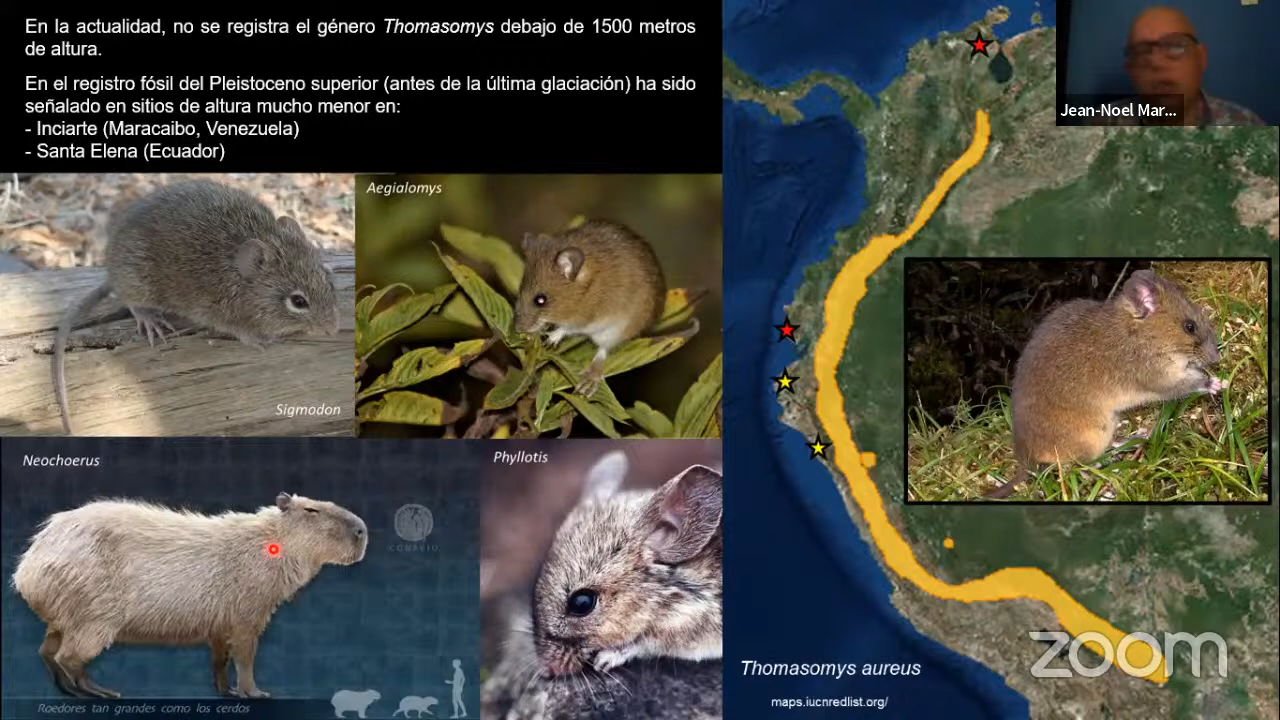 En la actualidad, no se registra el género Thomasomys debajo de 1500 metros
de altura.
En el registro fósil del Pleistoceno superior (antes de la última glaciación) ha sido
señalado en sitios de altura mucho menor en:
- Inciarte (Maracaibo, Venezuela)
- Santa Elena (Ecuador)
Jean-Noel Mar...
Aegialomys
Sigmodon
Neochoerus
Phyllotis
CONABIO
Roedores tan grandes como los cerdos
Thomasomys aureus
maps.iucnredlist.org/
zoom